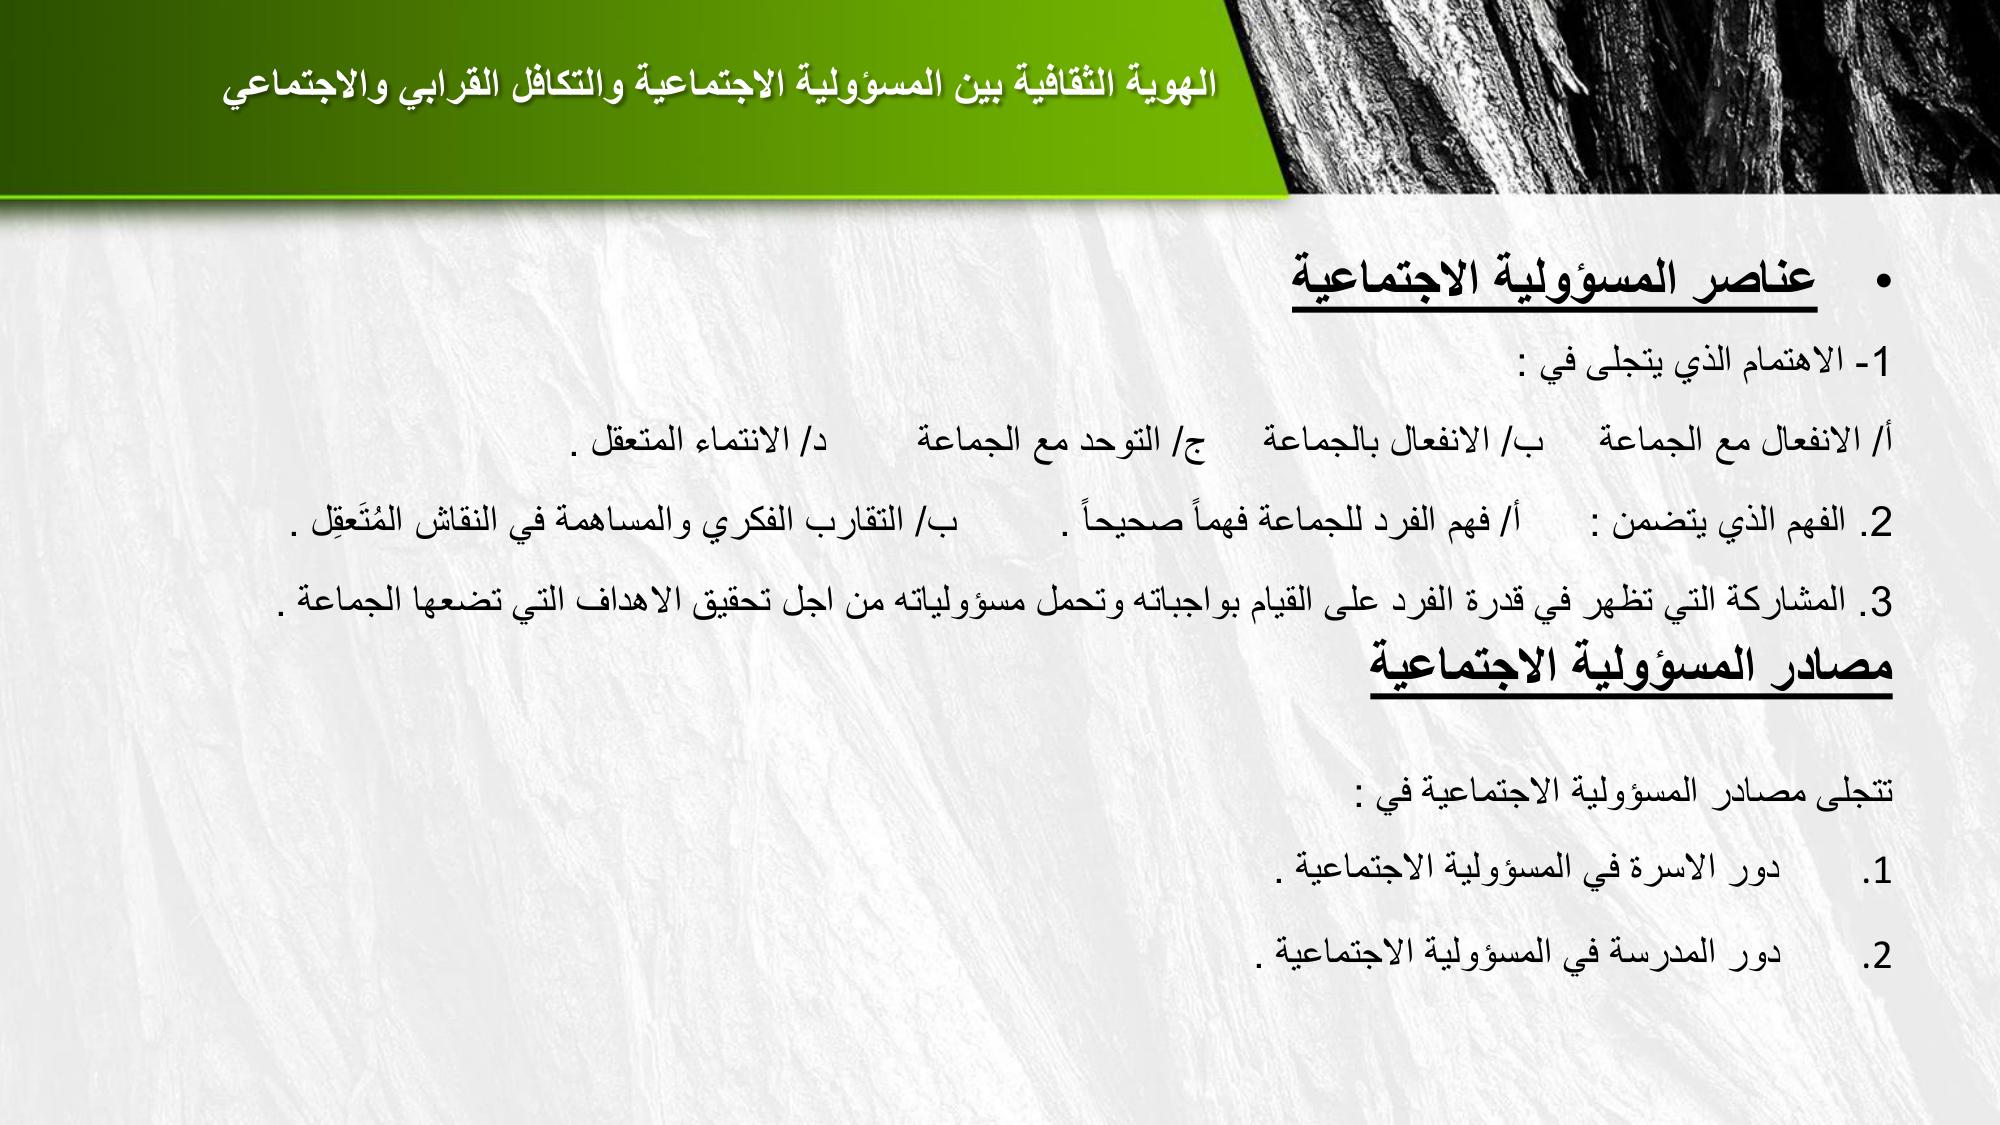 الهوية الثقافية بين المسؤولية الاجتماعية والتكافل القرابي والاجتماعي
• عناصر المسؤولية الاجتماعية
1- الاهتمام الذي يتجلى في :
أ/ الانفعال مع الجماعة ب/ الانفعال بالجماعة ج/ التوحد مع الجماعة د/ الانتماء المتعقل .
2. الفهم الذي يتضمن : أ/ فهم الفرد للجماعة فهماً صحيحاً . ب/ التقارب الفكري والمساهمة في النقاش المُتَعقِل .
3. المشاركة التي تظهر في قدرة الفرد على القيام بواجباته وتحمل مسؤولياته من اجل تحقيق الاهداف التي تضعها الجماعة .
مصادر المسؤولية الاجتماعية
تتجلى مصادر المسؤولية الاجتماعية في :
1. دور الاسرة في المسؤولية الاجتماعية .
2. دور المدرسة في المسؤولية الاجتماعية .